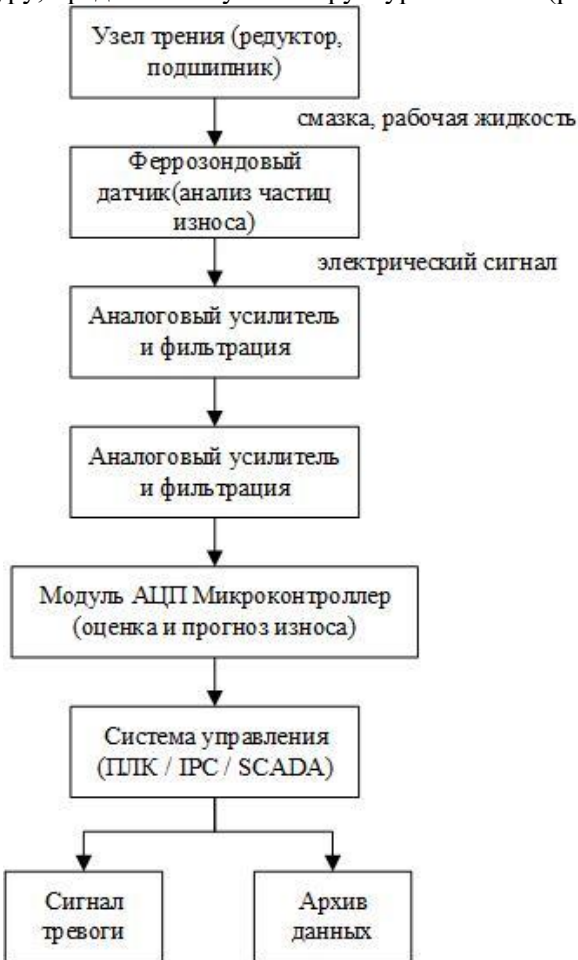 Узел трения (редуктор,
подшипник)
смазка, рабочая жидкость
Феррозондовый
датчик(анализ частиц
износа)
электрический сигнал
Аналоговый усилитель
и фильтрация
Аналоговый усилитель
и фильтрация
Модуль АЦП Микроконтроллер
(оценка и прогноз износа)
Система управления
(ПЛК / IPC / SCADA)
Сигнал
тревоги
Архив
данных